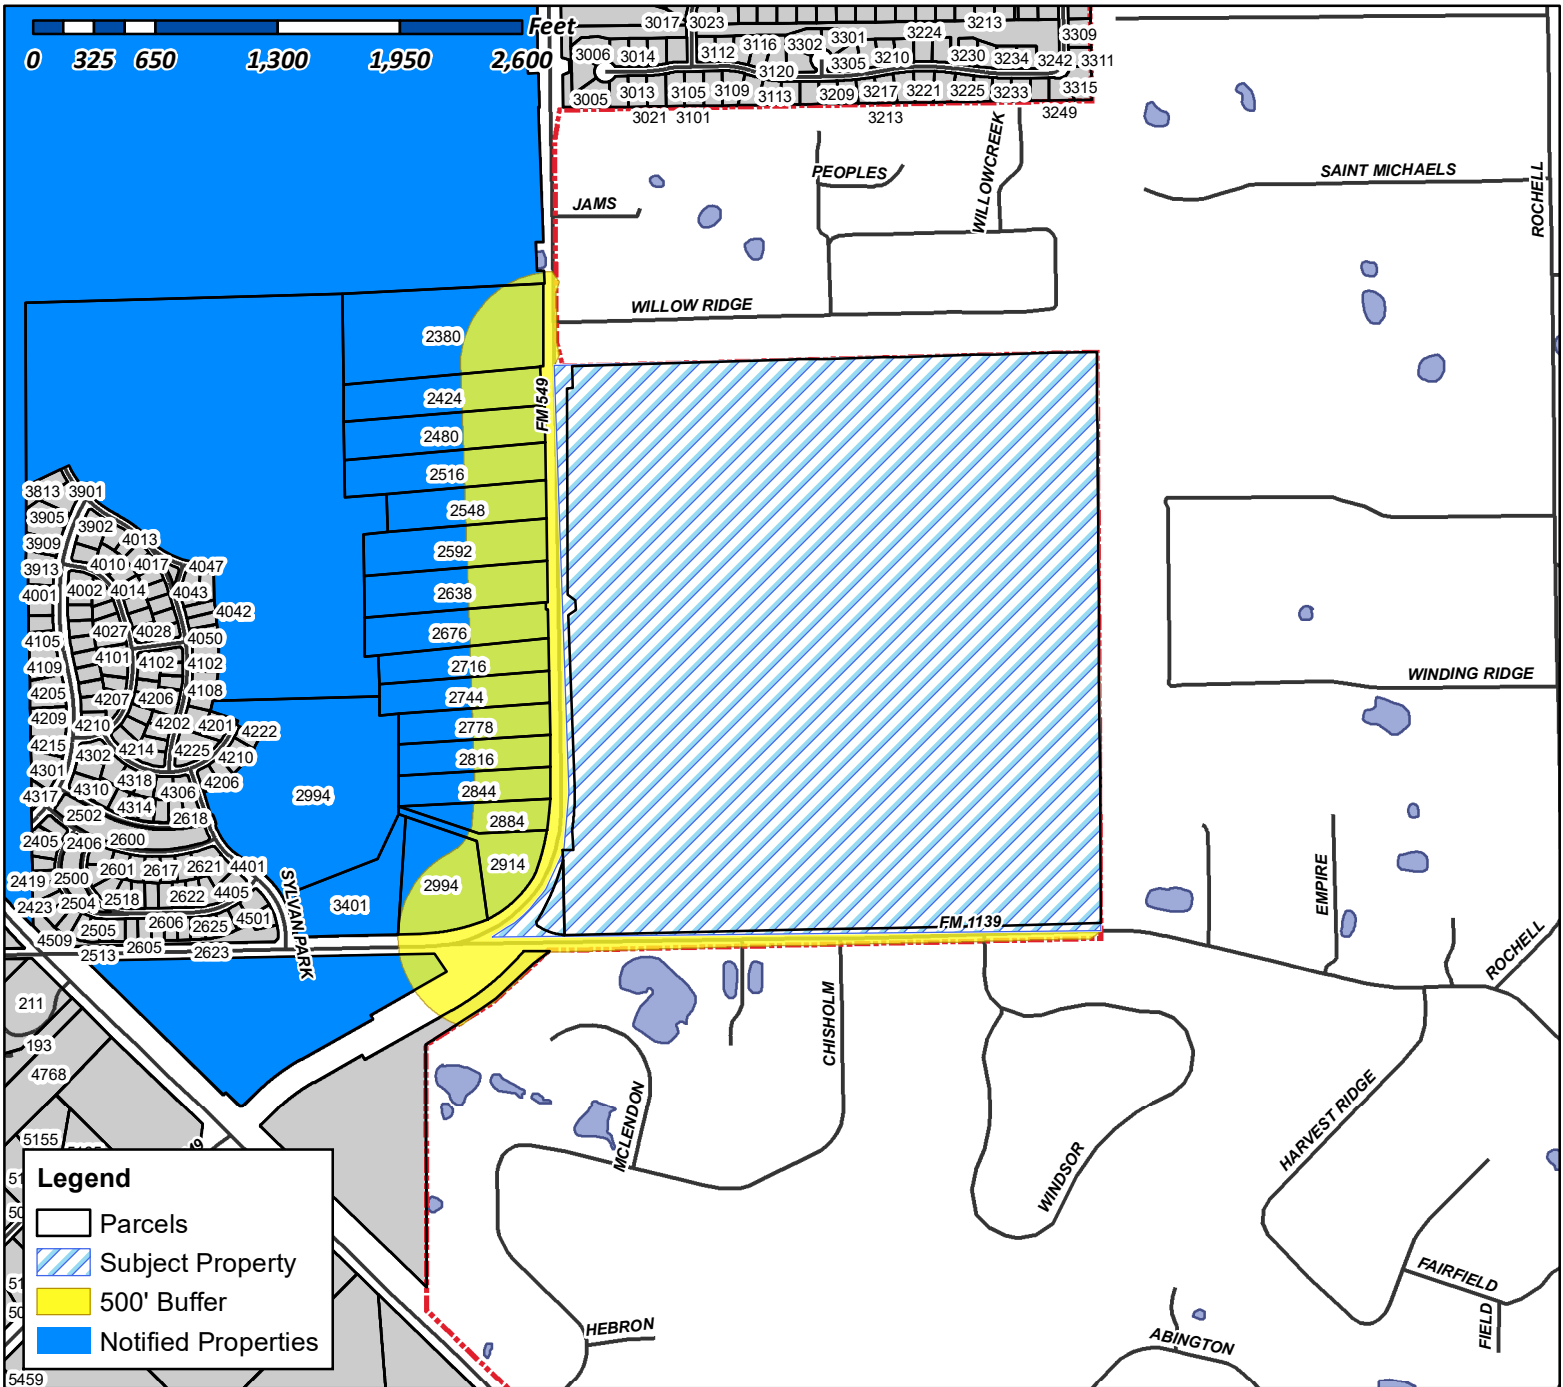 Feet
0 325 650 1,300 1,950 2,600
3017 3023 3213
3309
3006 3014 3112 3116 3302 3301 3224
3120 3305 3210 3230 3234 3242 3311
3005 3013 3105 3109 3113 3209 3217 3221 3225 3233 3315
3021 3101 3213 3249
WILLOWCREEK
PEOPLES
SAINT MICHAELS
ROCHELL
JAMS
WILLOW RIDGE
2380
FM 549
2424
2480
2516
2548
2592
2638
2676
2716
2744
2778
2816
2844
2884
2914
2994
2994
3401
3813 3901
3905 3902
3909 4013
3913 4010 4017 4047
4001 4002 4014 4043
4042
4027 4028 4050
4105 4101 4102 4102
4109
4205 4207 4206 4108
4209 4210 4202 4201 4222
4215 4302 4214 4225 4210
4301 4310 4318 4306 4206
4317 4314
2502 2618
2405 2406 2600
2419 2500 2601 2617 2621 4401
2423 2504 2518 2622 4405
2505 2606 2625 4501
4509 2513 2605 2623
SYLVAN PARK
WINDING RIDGE
EMPIRE
FM 1139
ROCHELL
211
193
4768
5155
CHISHOLM
MCLENDON
WINDSOR
HARVEST RIDGE
FAIRFIELD
FIELD
HEBRON
ABINGTON
Legend
Parcels
Subject Property
500' Buffer
Notified Properties
5459